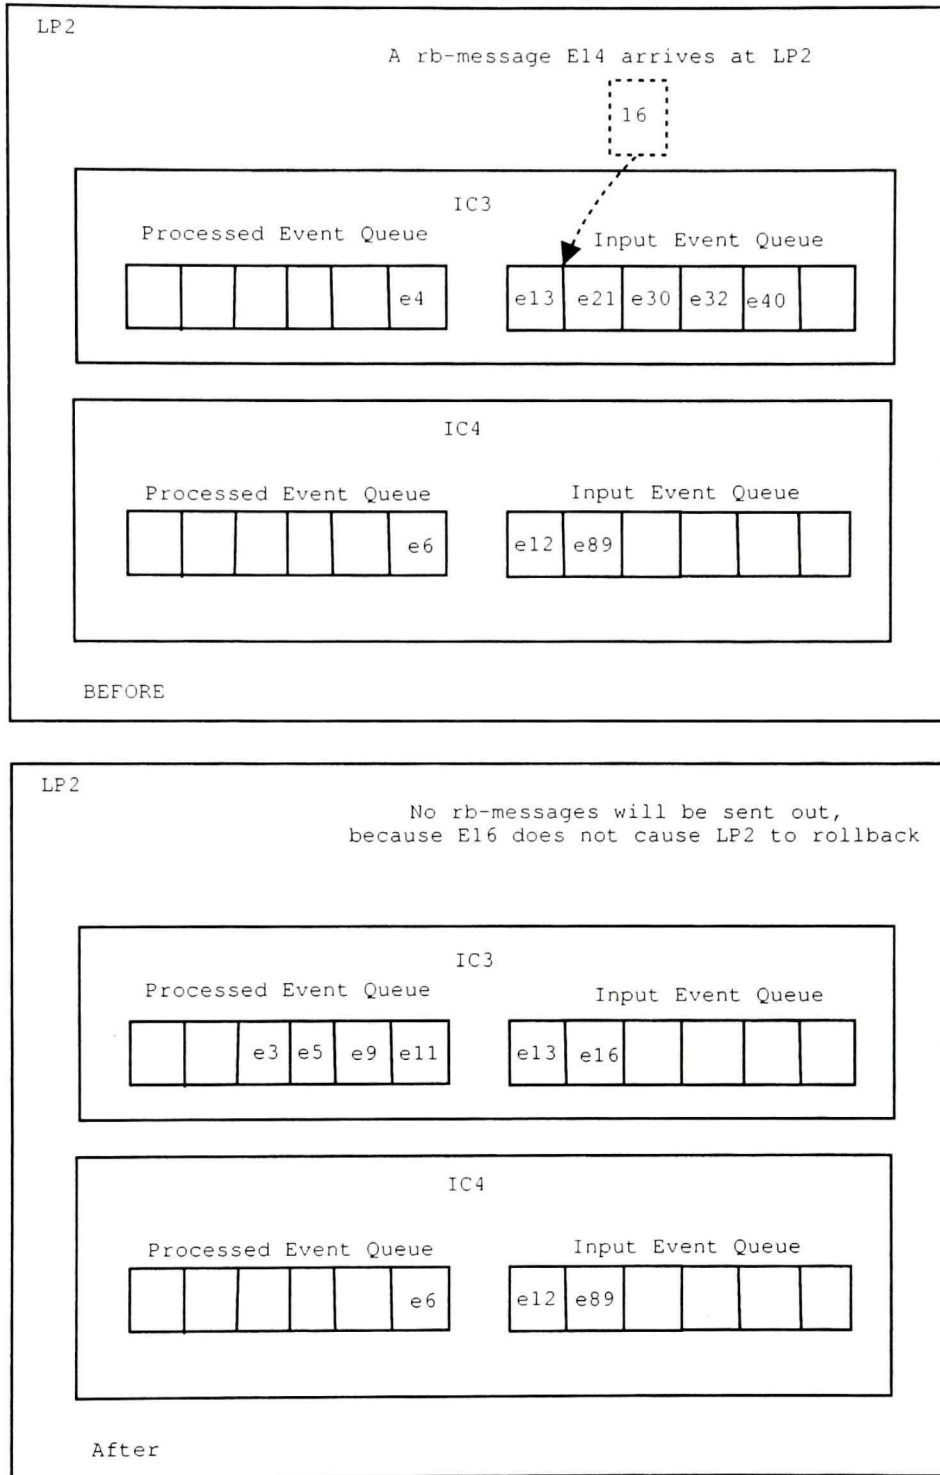 LP2
A rb-message E14 arrives at LP2
16
IC3
Processed Event Queue
Input Event Queue
e4
e13 e21 e30 e32 e40
IC4
Processed Event Queue
Input Event Queue
e6
e12 e89
BEFORE
LP2
No rb-messages will be sent out,
because E16 does not cause LP2 to rollback
IC3
Processed Event Queue
Input Event Queue
e3 e5 e9 e11
e13 e16
IC4
Processed Event Queue
Input Event Queue
e6
e12 e89
After